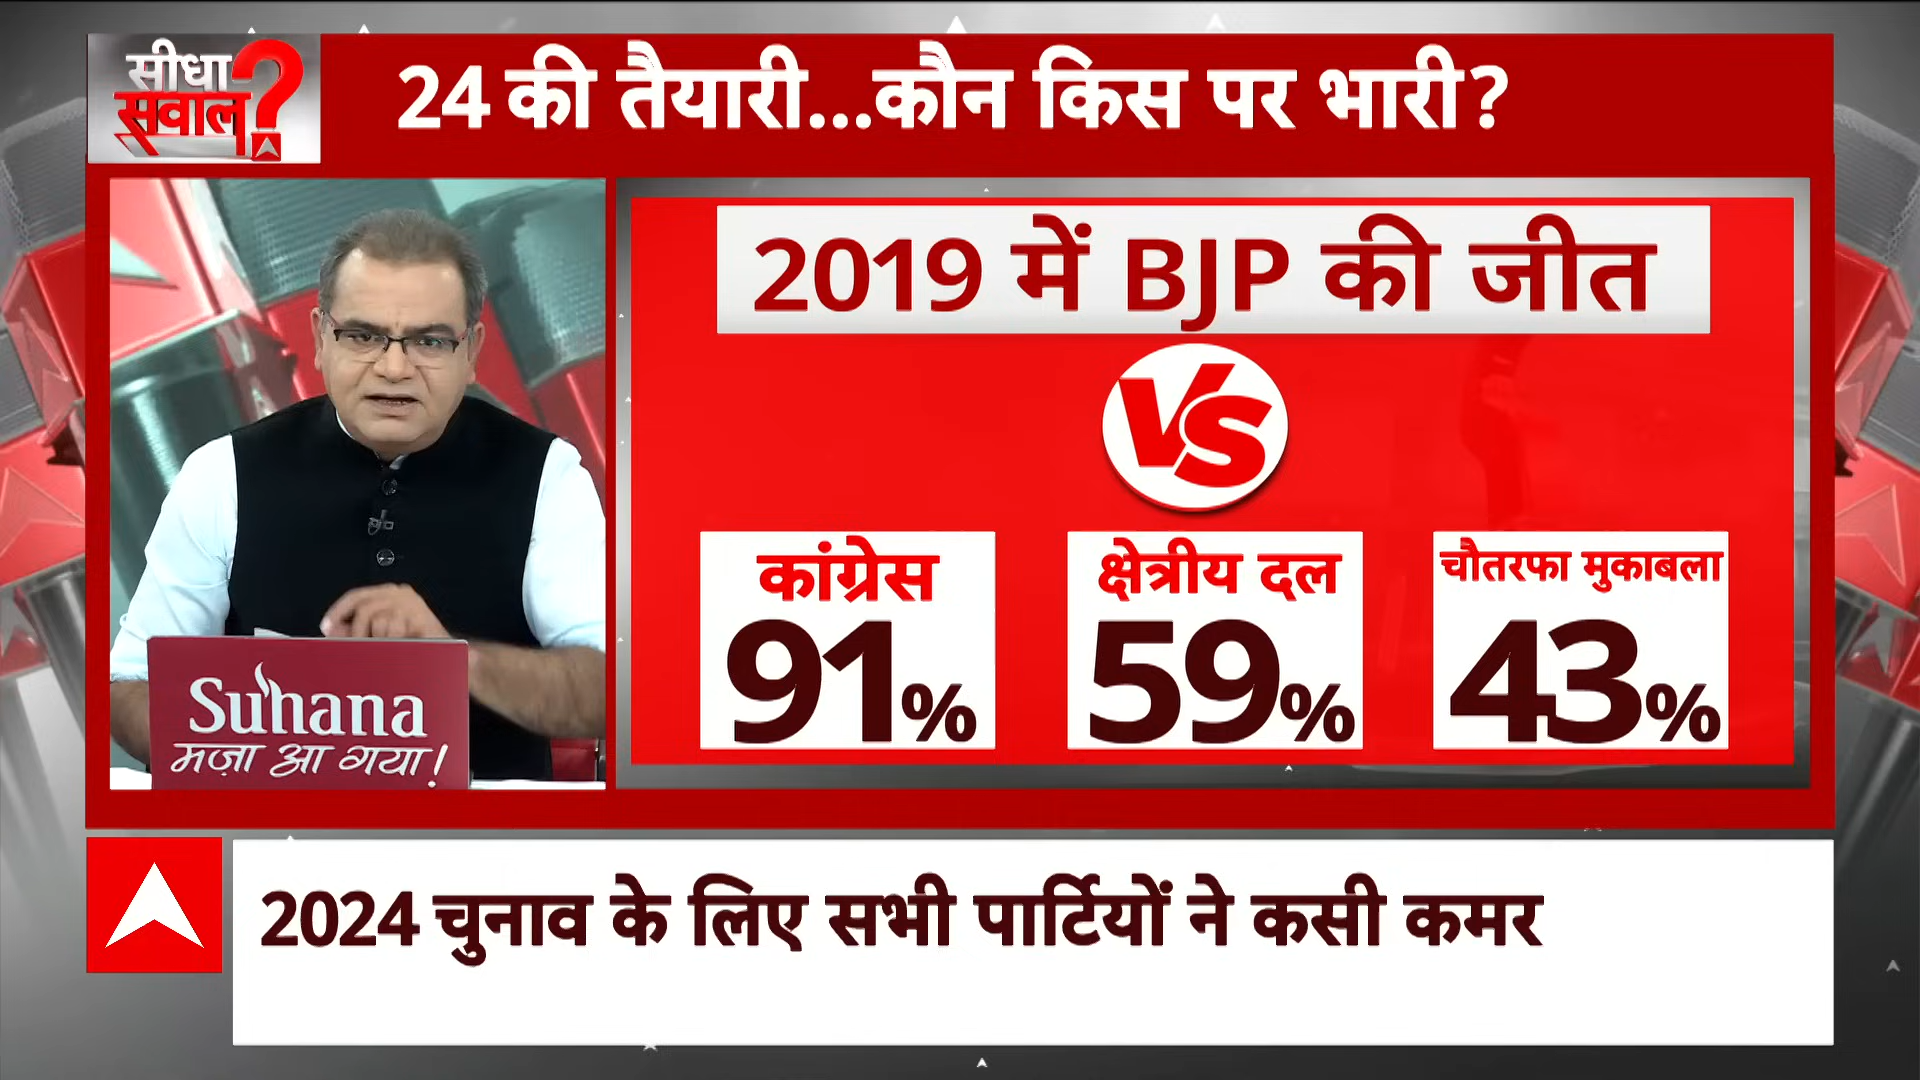 सीधा
सवाल?
24 की तैयारी...कौन किस पर भारी?
2019 में BJP की जीत
VS
कांग्रेस
91%
क्षेत्रीय दल
59%
चौतरफा मुकाबला
43%
Suhana
मज़ा आ गया!
2024 चुनाव के लिए सभी पार्टियों ने कसी कमर